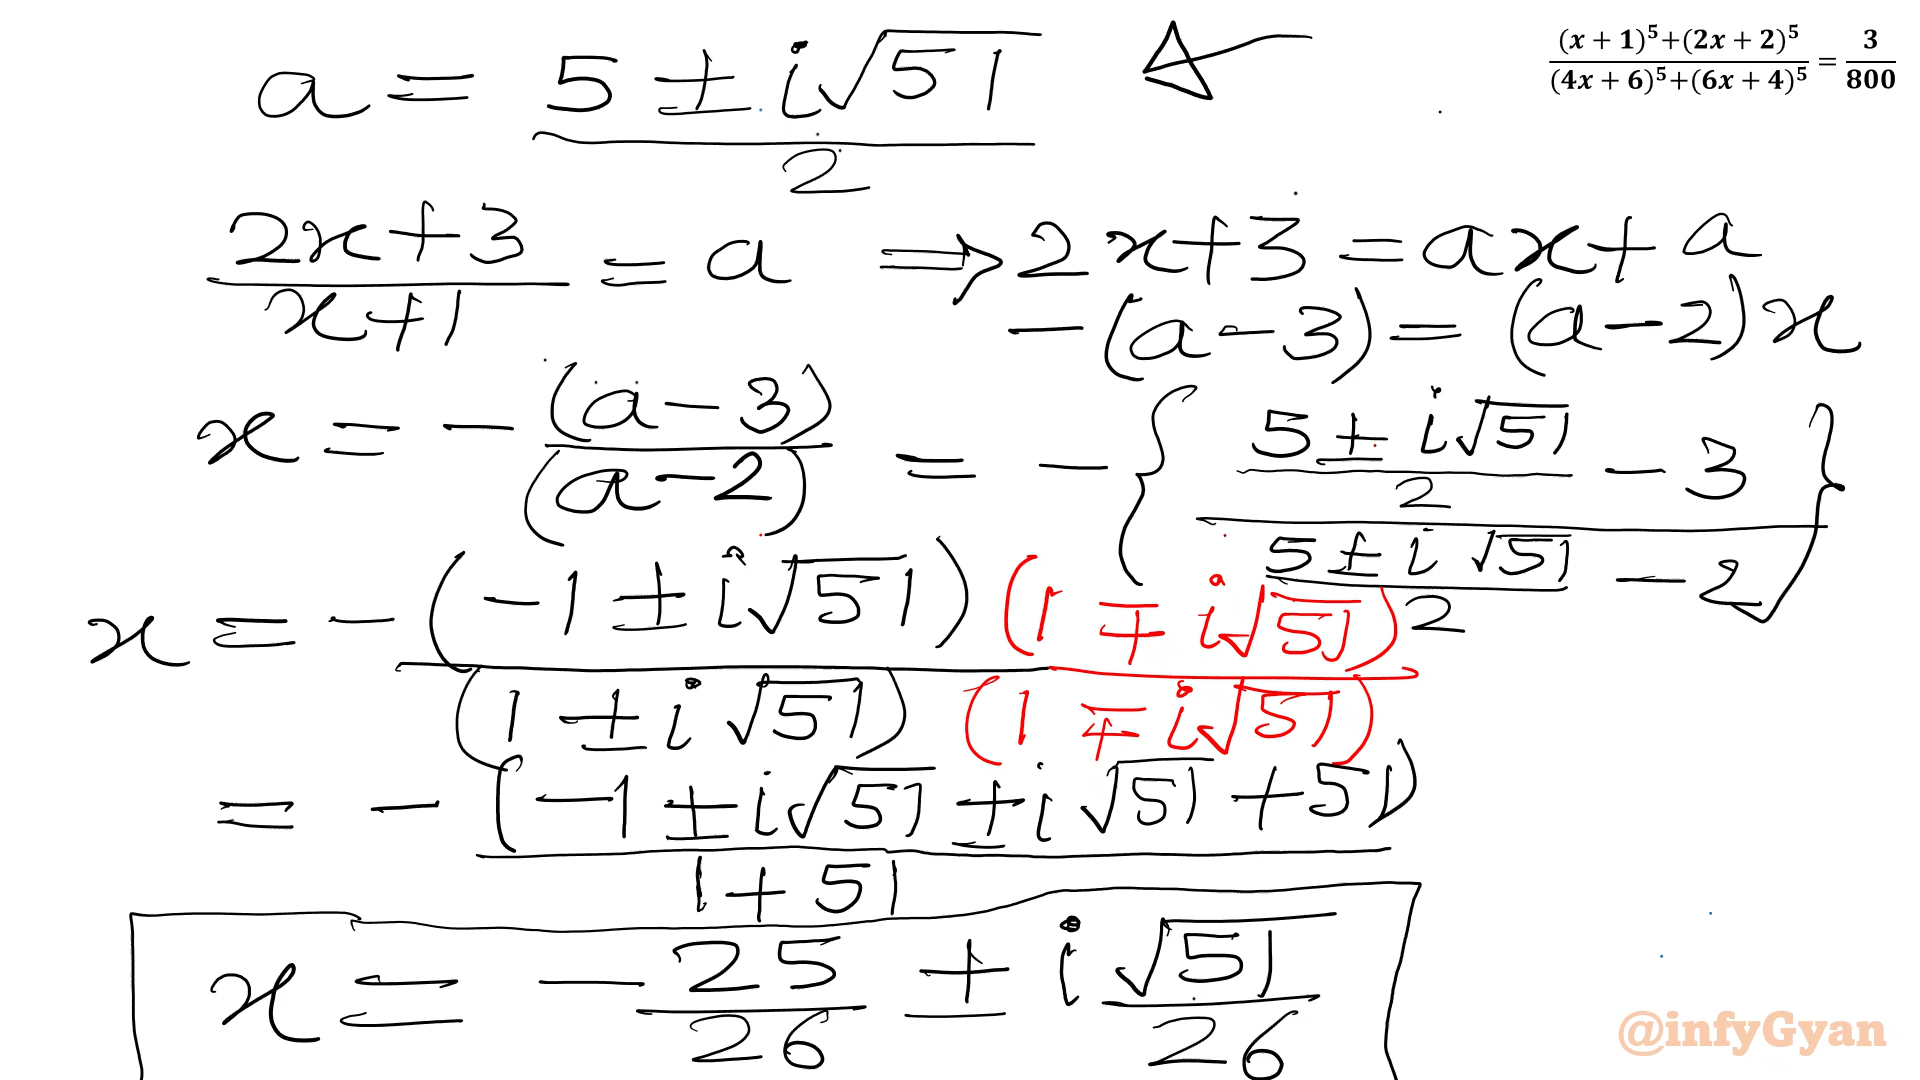 a = (5 ± i√51)/2
(x + 1)⁵+(2x + 2)⁵ / (4x + 6)⁵+(6x + 4)⁵ = 3/800
(2x+3)/(x+1) = a ⇒ 2x+3 = ax+a
-(a-3) = (a-2)x
x = - (a-3)/(a-2) = - { ((5 ± i√51)/2 - 3) / ((5 ± i√51)/2 - 2) }
x = - (-1 ± i√51)(1 ∓ i√51) / (1 ± i√51)(1 ∓ i√51)
= - (-1 ± i√51 ± i√51 + 51) / 1+51
x = - 25/26 ± i √51/26
@infyGyan